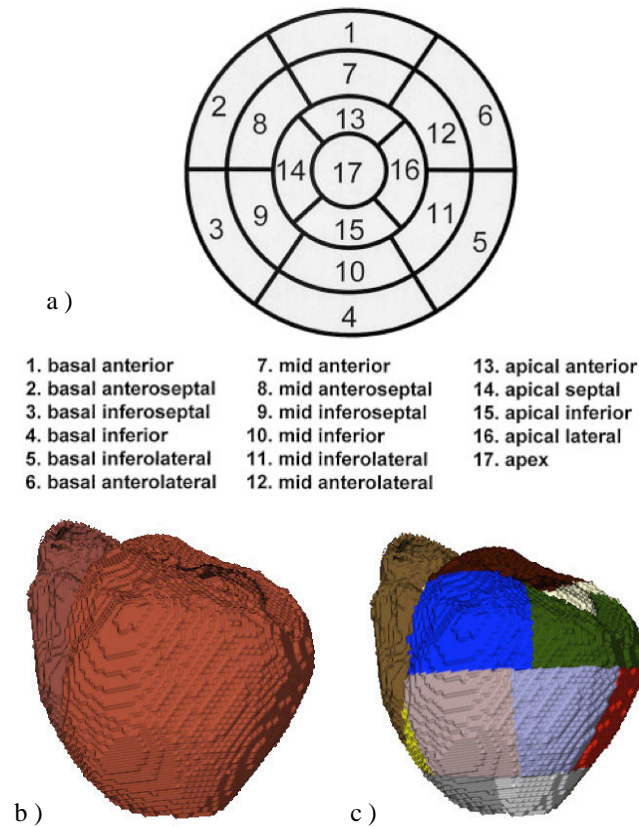 1
7
2
6
8
12
13
14
17
16
9
11
3
15
5
10
4
a )
1. basal anterior
2. basal anteroseptal
3. basal inferoseptal
4. basal inferior
5. basal inferolateral
6. basal anterolateral
7. mid anterior
8. mid anteroseptal
9. mid inferoseptal
10. mid inferior
11. mid inferolateral
12. mid anterolateral
13. apical anterior
14. apical septal
15. apical inferior
16. apical lateral
17. apex
b )
c )